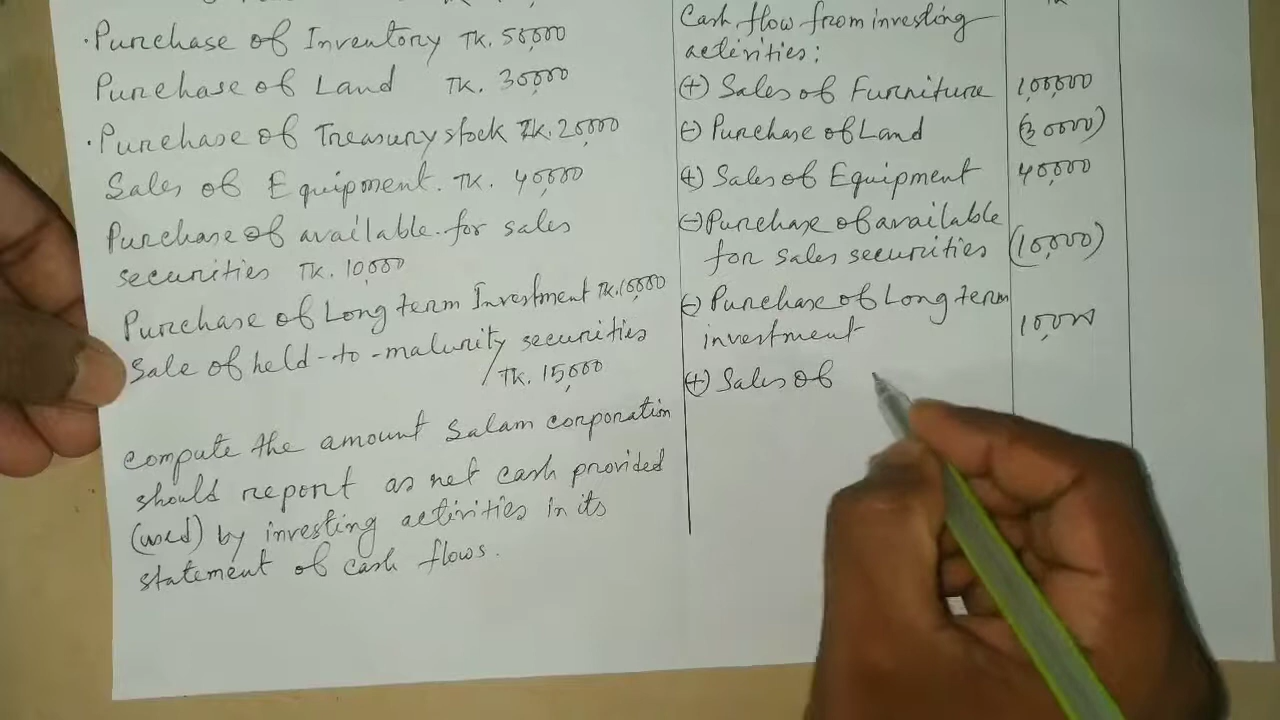 Purchase of Inventory TK. 50,000
Purchase of Land TK. 30,000
Purchase of Treasury stock TK. 20,000
Sales of Equipment. TK. 40,000
Purchase of available-for sales
securities TK. 10,000
Purchase of Long term Investment TK. 10,000
Sale of held-to-maturity securities
TK. 15,000
compute the amount Salam corporation
should report as net cash provided
(used) by investing activities in its
statement of cash flows.
Cash flow from investing
activities:
(+) Sales of Furniture 1,00,000
(-) Purchase of Land (30,000)
(+) Sales of Equipment 40,000
(-) Purchase of available
for sales securities (10,000)
(-) Purchase of Long term
investment 10,000
(+) Sales of